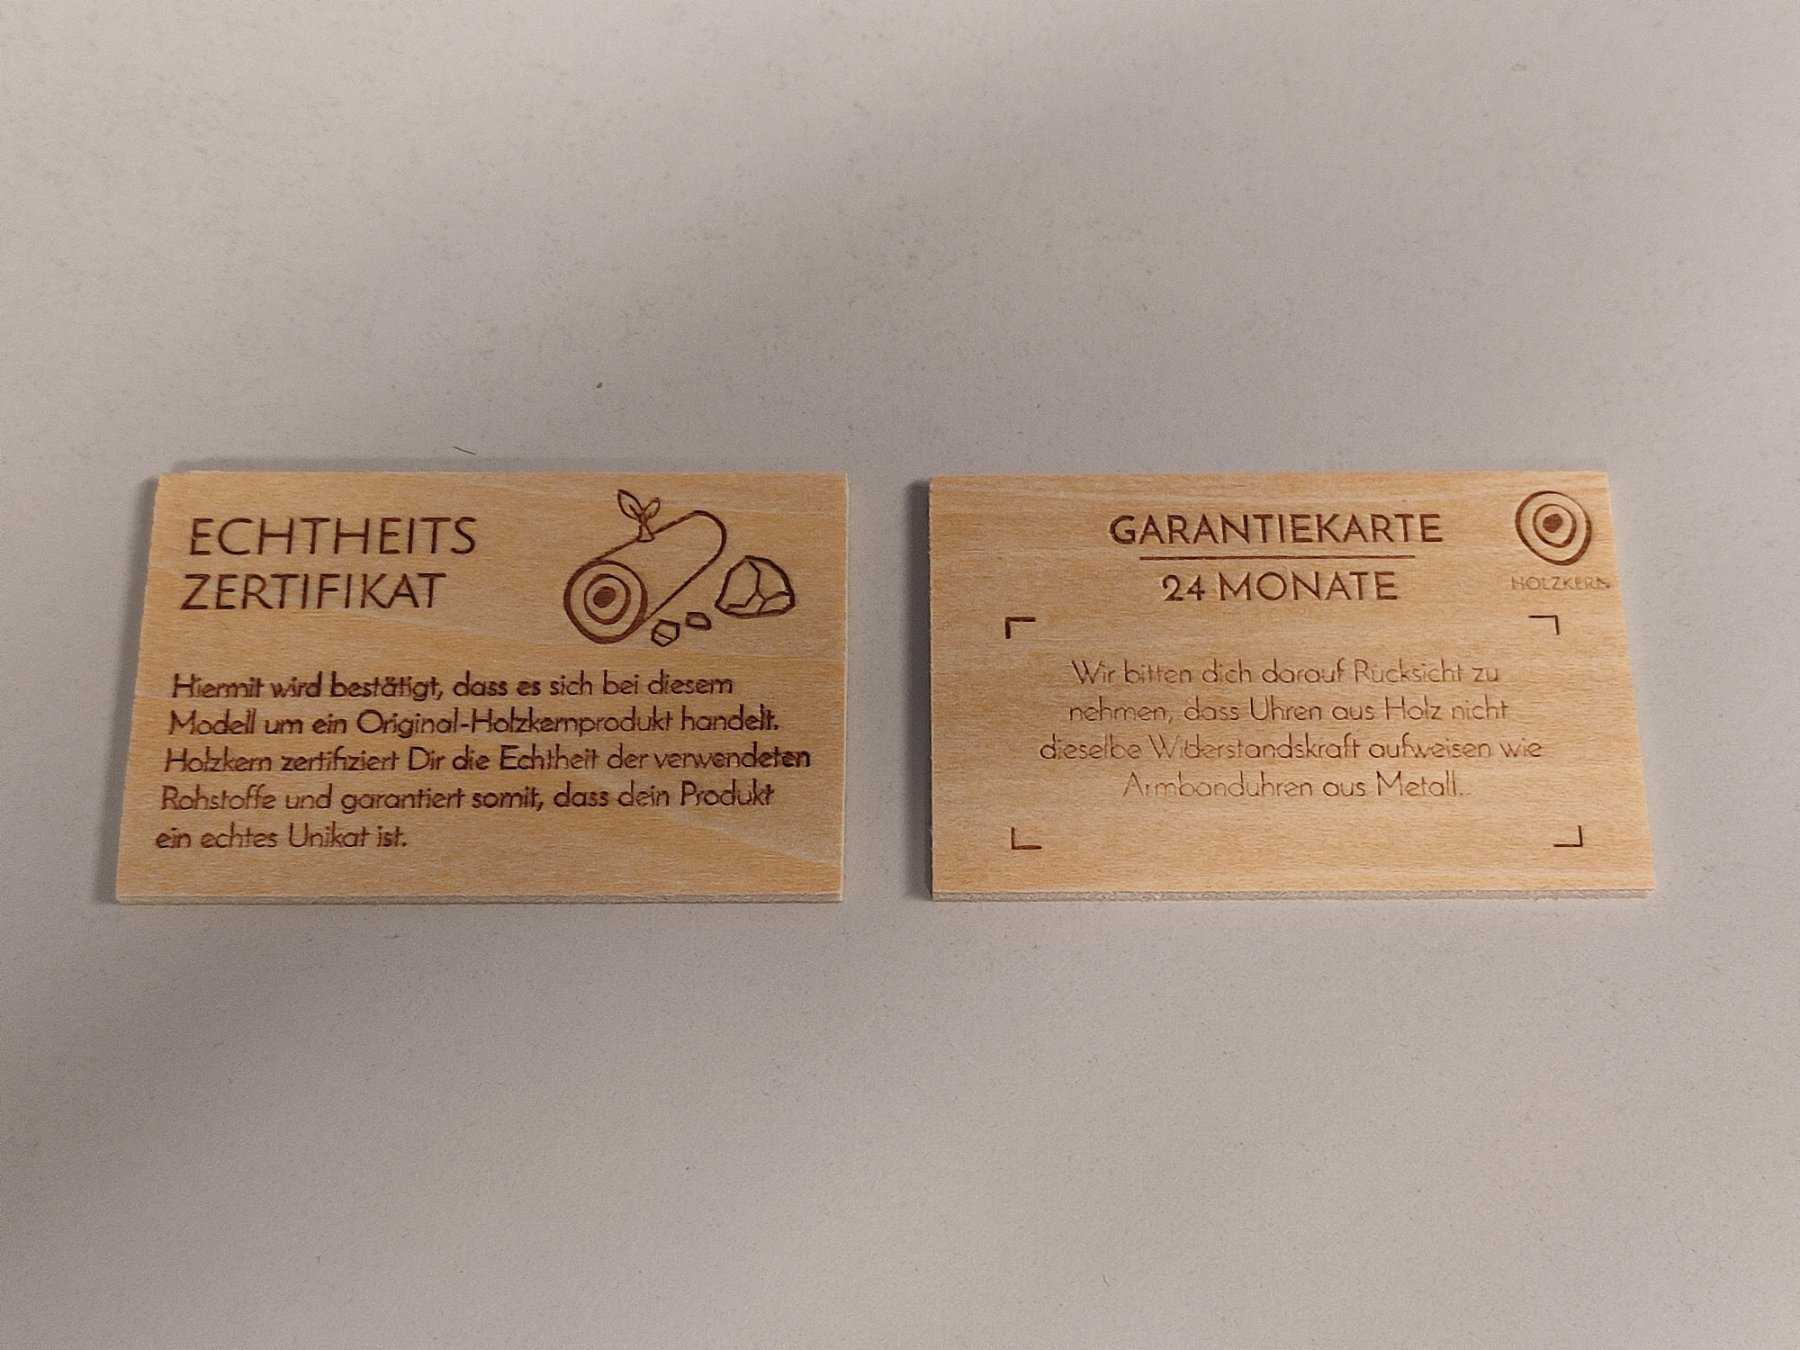 ECHTHEITS
ZERTIFIKAT
Hiermit wird bestätigt, dass es sich bei diesem
Modell um ein Original-Holzkernprodukt handelt.
Holzkern zertifiziert Dir die Echtheit der verwendeten
Rohstoffe und garantiert somit, dass dein Produkt
ein echtes Unikat ist.
GARANTIEKARTE
24 MONATE
HOLZKERN
Wir bitten dich darauf Rücksicht zu
nehmen, dass Uhren aus Holz nicht
dieselbe Widerstandskraft aufweisen wie
Armbanduhren aus Metall.